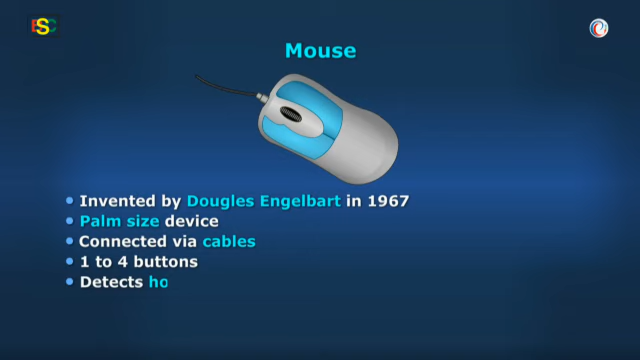 ESC
Mouse
Invented by Dougles Engelbart in 1967
Palm size device
Connected via cables
1 to 4 buttons
Detects ho